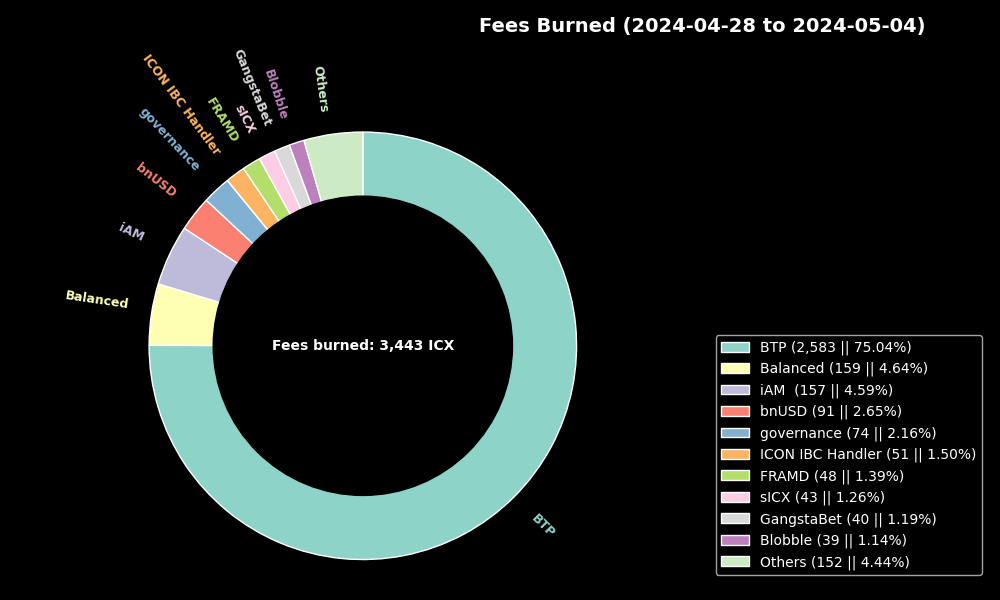 Fees Burned (2024-04-28 to 2024-05-04)
ICON IBC Handler
GangstaBet
Blobble
Others
FRAMD
sICX
governance
bnUSD
iAM
Balanced
Fees burned: 3,443 ICX
BTP
BTP (2,583 || 75.04%)
Balanced (159 || 4.64%)
iAM  (157 || 4.59%)
bnUSD (91 || 2.65%)
governance (74 || 2.16%)
ICON IBC Handler (51 || 1.50%)
FRAMD (48 || 1.39%)
sICX (43 || 1.26%)
GangstaBet (40 || 1.19%)
Blobble (39 || 1.14%)
Others (152 || 4.44%)